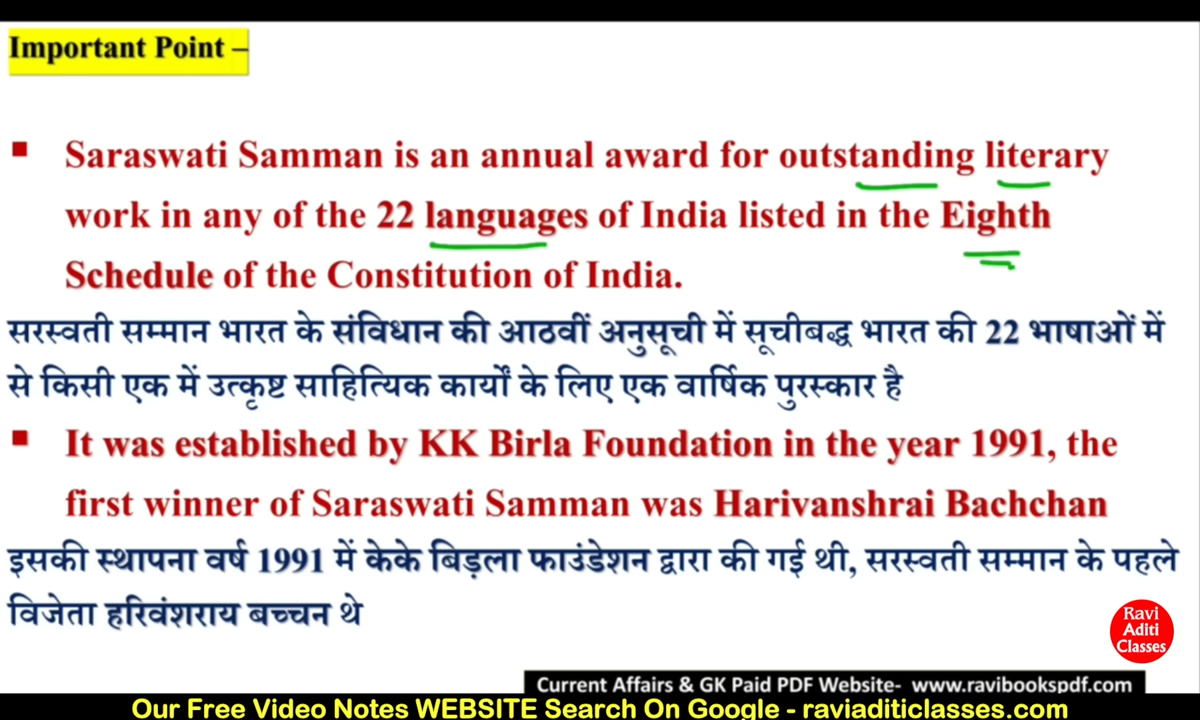 Important Point –
▪ Saraswati Samman is an annual award for outstanding literary
work in any of the 22 languages of India listed in the Eighth
Schedule of the Constitution of India.
सरस्वती सम्मान भारत के संविधान की आठवीं अनुसूची में सूचीबद्ध भारत की 22 भाषाओं में
से किसी एक में उत्कृष्ट साहित्यिक कार्यों के लिए एक वार्षिक पुरस्कार है
▪ It was established by KK Birla Foundation in the year 1991, the
first winner of Saraswati Samman was Harivanshrai Bachchan
इसकी स्थापना वर्ष 1991 में केके बिड़ला फाउंडेशन द्वारा की गई थी, सरस्वती सम्मान के पहले
विजेता हरिवंशराय बच्चन थे
Ravi
Aditi
Classes
Current Affairs & GK Paid PDF Website- www.ravibookspdf.com
Our Free Video Notes WEBSITE Search On Google - raviaditiclasses.com